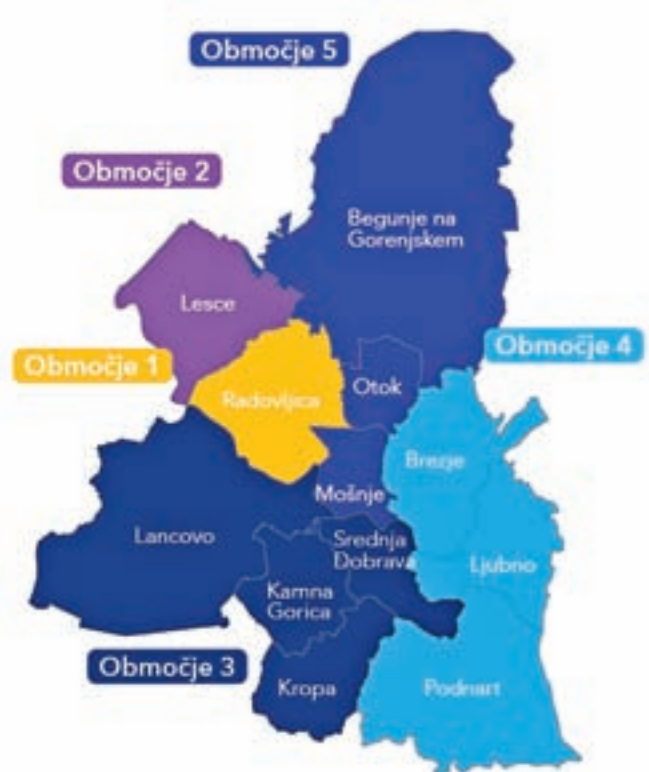 Območje 5
Območje 2
Begunje na
Gorenjskem
Lesce
Območje 4
Območje 1
Otok
Radovljica
Brezje
Mošnje
Lancovo
Srednja
Dobrava
Ljubno
Kamna
Gorica
Območje 3
Kropa
Podnart